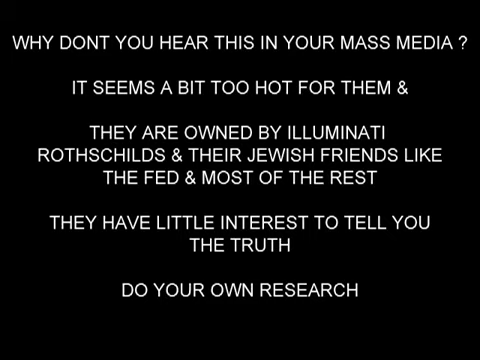 WHY DONT YOU HEAR THIS IN YOUR MASS MEDIA ?
IT SEEMS A BIT TOO HOT FOR THEM &
THEY ARE OWNED BY ILLUMINATI
ROTHSCHILDS & THEIR JEWISH FRIENDS LIKE
THE FED & MOST OF THE REST
THEY HAVE LITTLE INTEREST TO TELL YOU
THE TRUTH
DO YOUR OWN RESEARCH